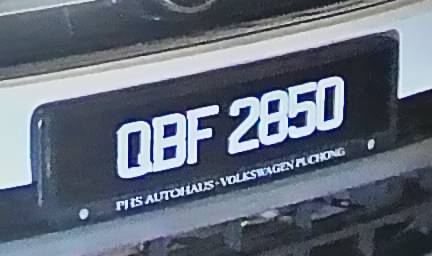 QBF 2850
PHS AUTOHAUS - VOLKSWAGEN PUCHONG